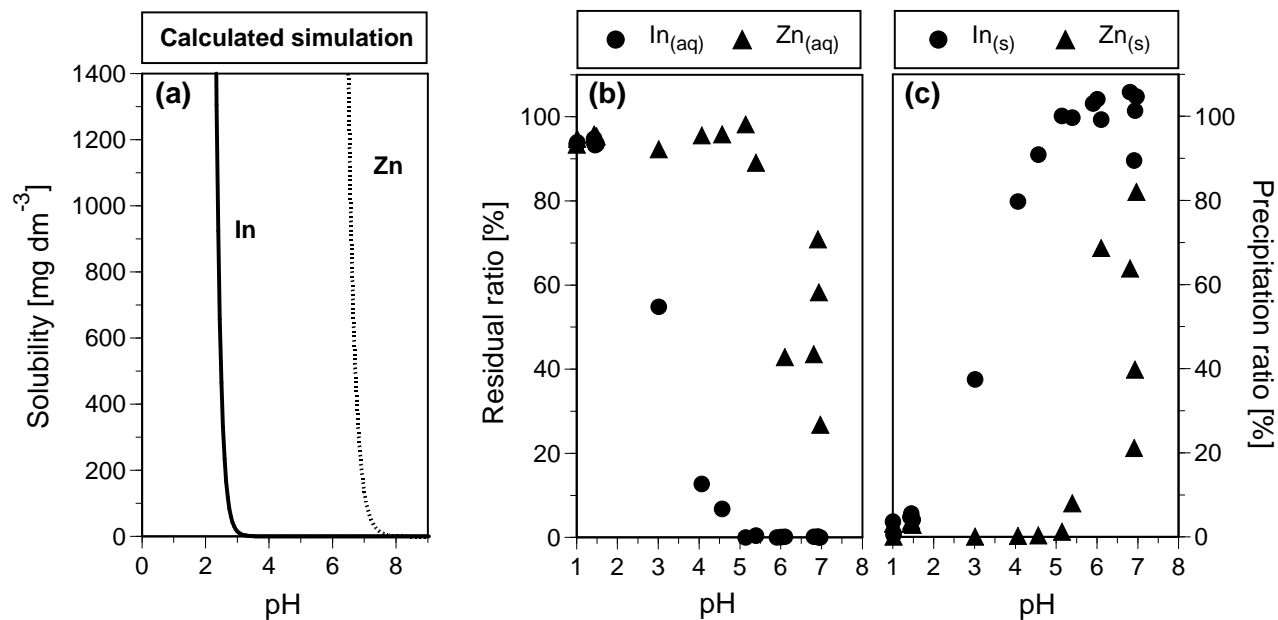 Calculated simulation
(a)
In
Zn
Solubility [mg dm-3]
1400
1200
1000
800
600
400
200
0
0 2 4 6 8
pH
In(aq) Zn(aq)
(b)
Residual ratio [%]
100
80
60
40
20
0
1 2 3 4 5 6 7 8
pH
In(s) Zn(s)
(c)
100
80
60
40
20
0
Precipitation ratio [%]
1 2 3 4 5 6 7 8
pH